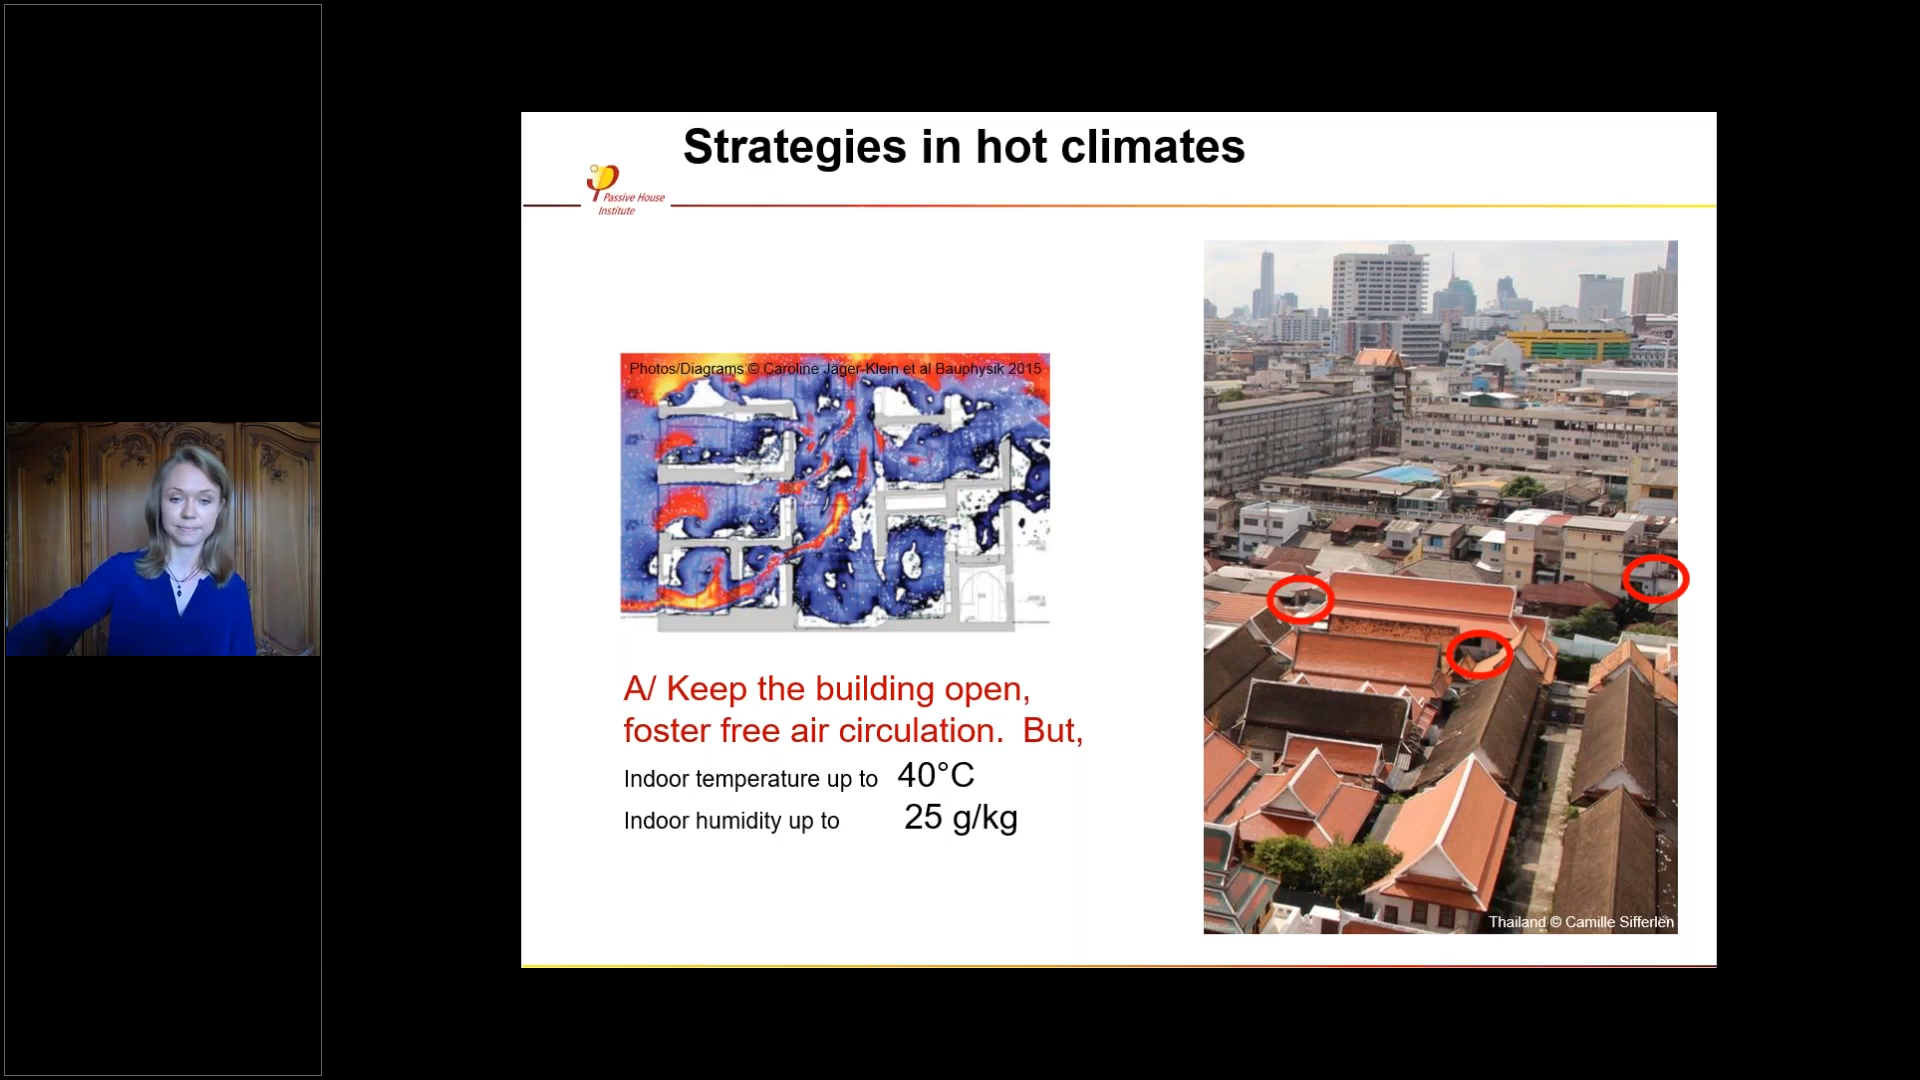 Strategies in hot climates
Passive House
Institute
Photos/Diagrams © Caroline Jäger-Klein et al Bauphysik 2015
A/ Keep the building open,
foster free air circulation. But,
Indoor temperature up to 40°C
Indoor humidity up to 25 g/kg
Thailand © Camille Sifferlen